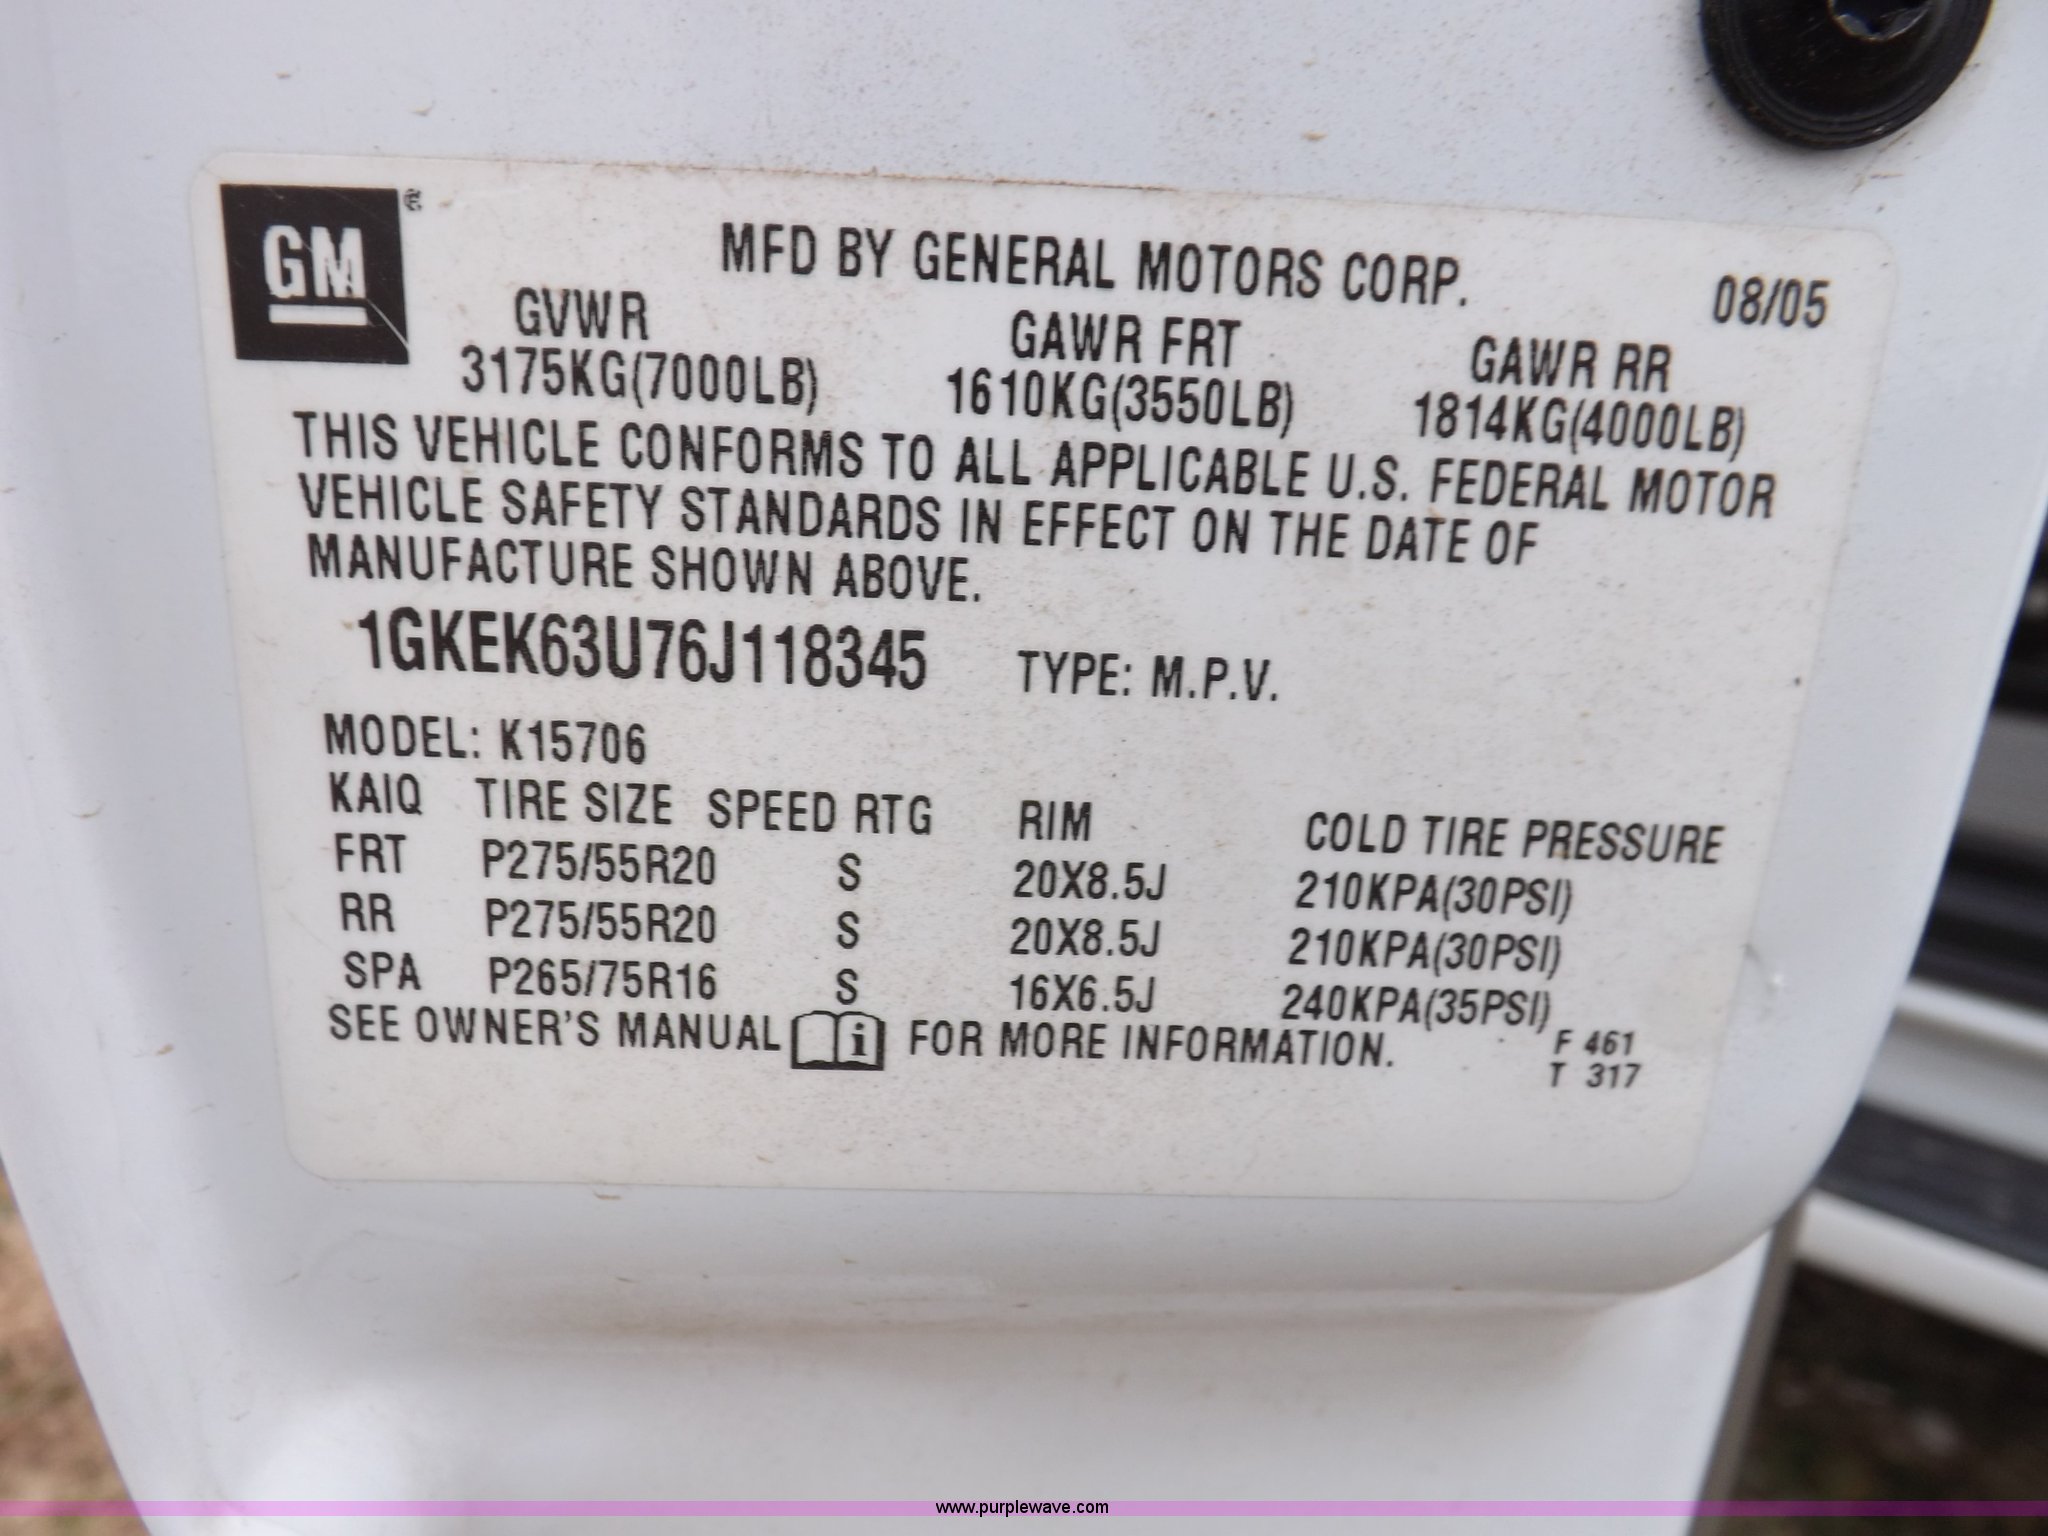 GM ®
MFD BY GENERAL MOTORS CORP.
08/05
GVWR GAWR FRT GAWR RR
3175KG(7000LB) 1610KG(3550LB) 1814KG(4000LB)
THIS VEHICLE CONFORMS TO ALL APPLICABLE U.S. FEDERAL MOTOR
VEHICLE SAFETY STANDARDS IN EFFECT ON THE DATE OF
MANUFACTURE SHOWN ABOVE.
1GKEK63U76J118345 TYPE: M.P.V.
MODEL: K15706
KAIQ TIRE SIZE SPEED RTG RIM COLD TIRE PRESSURE
FRT P275/55R20 S 20X8.5J 210KPA(30PSI)
RR P275/55R20 S 20X8.5J 210KPA(30PSI)
SPA P265/75R16 S 16X6.5J 240KPA(35PSI)
SEE OWNER'S MANUAL i FOR MORE INFORMATION.
F 461
T 317
www.purplewave.com